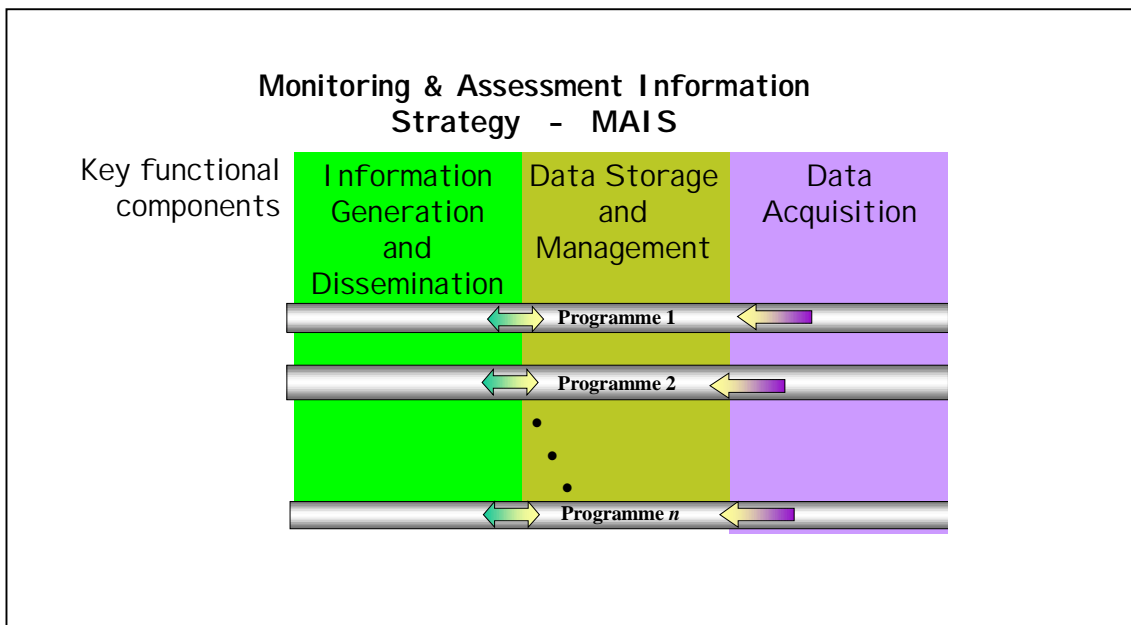 Monitoring & Assessment Information
Strategy - MAIS
Key functional
components
Information
Generation
and
Dissemination
Data Storage
and
Management
Data
Acquisition
Programme 1
Programme 2
Programme n